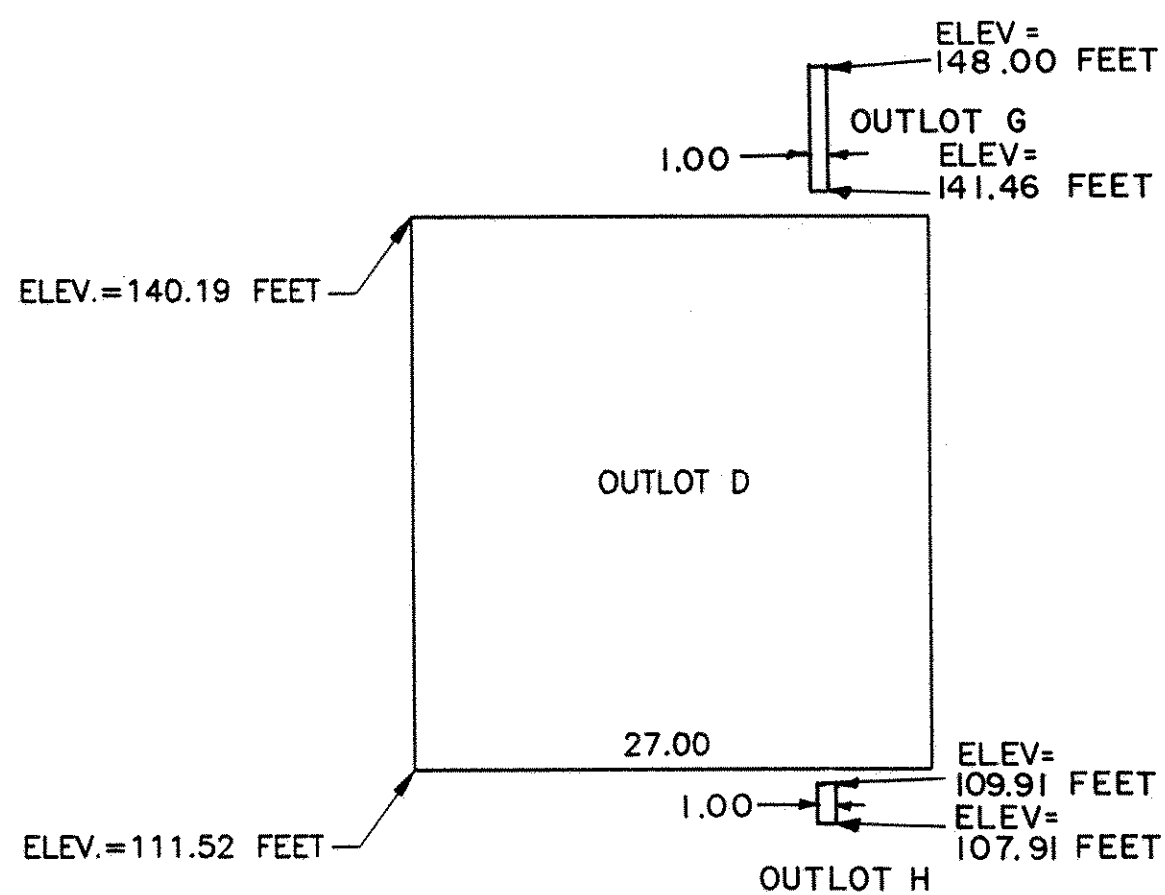 ELEV =
148.00 FEET
OUTLOT G
1.00
ELEV=
141.46 FEET
ELEV.=140.19 FEET
OUTLOT D
27.00
ELEV=
109.91 FEET
1.00
ELEV=
107.91 FEET
ELEV.=111.52 FEET
OUTLOT H